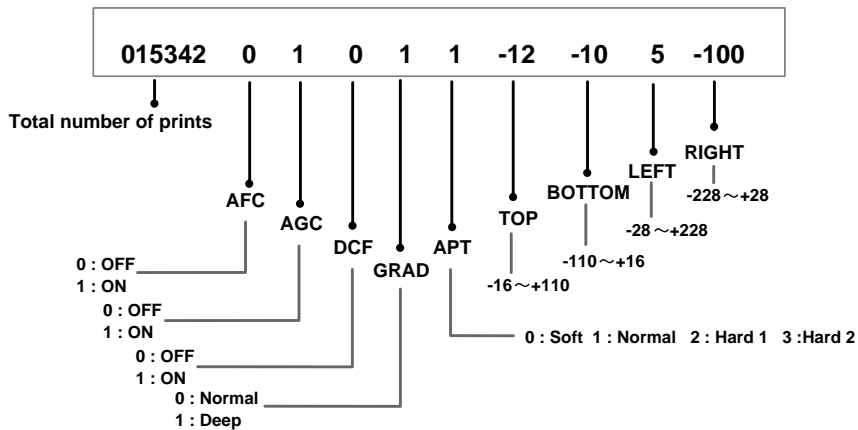 015342 0 1 0 1 1 -12 -10 5 -100
Total number of prints
AFC
AGC
DCF
GRAD
APT
TOP
BOTTOM
LEFT
RIGHT
-228～+28
-28～+228
-110～+16
-16～+110
0 : OFF
1 : ON
0 : OFF
1 : ON
0 : OFF
1 : ON
0 : Normal
1 : Deep
0 : Soft 1 : Normal 2 : Hard 1 3 :Hard 2